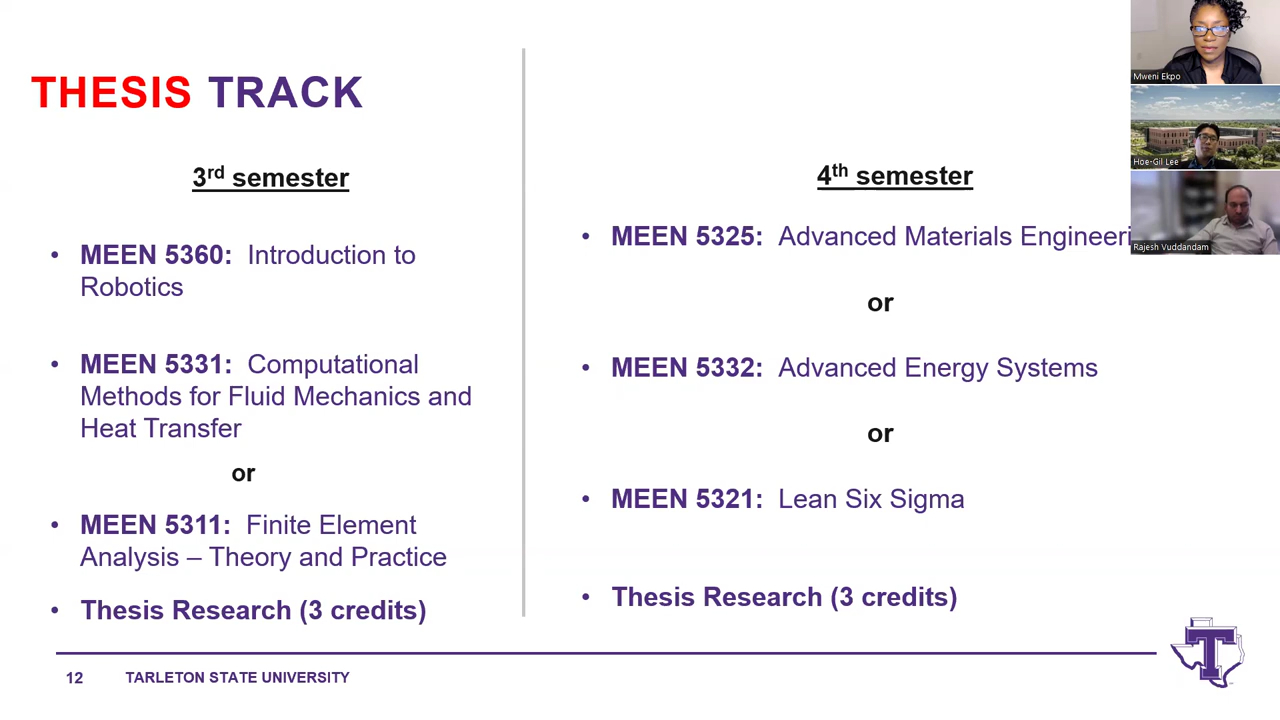 THESIS TRACK
3rd semester
• MEEN 5360: Introduction to
Robotics
• MEEN 5331: Computational
Methods for Fluid Mechanics and
Heat Transfer
or
• MEEN 5311: Finite Element
Analysis – Theory and Practice
• Thesis Research (3 credits)
4th semester
• MEEN 5325: Advanced Materials Engineeri
or
• MEEN 5332: Advanced Energy Systems
or
• MEEN 5321: Lean Six Sigma
• Thesis Research (3 credits)
Mweni Ekpo
Hoe-Gil Lee
Rajesh Vuddandam
12 TARLETON STATE UNIVERSITY
T